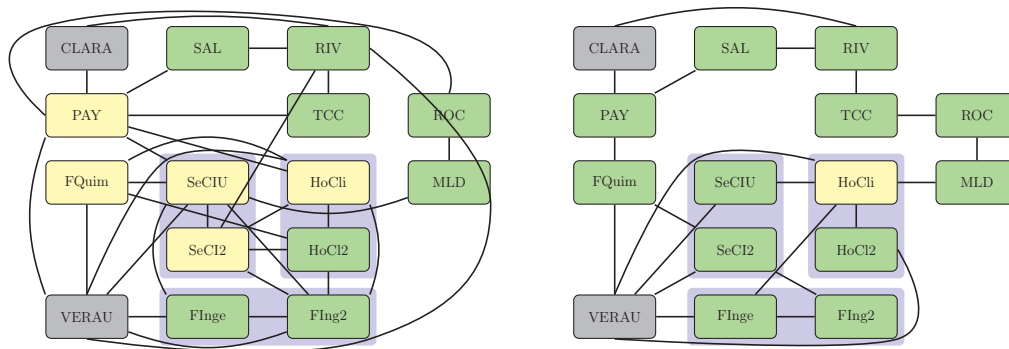 CLARA SAL RIV
PAY TCC ROC
FQuim SeCIU HoCli MLD
SeCI2 HoCl2
VERAU FInge FIng2
CLARA SAL RIV
PAY TCC ROC
FQuim SeCIU HoCli MLD
SeCI2 HoCl2
VERAU FInge FIng2